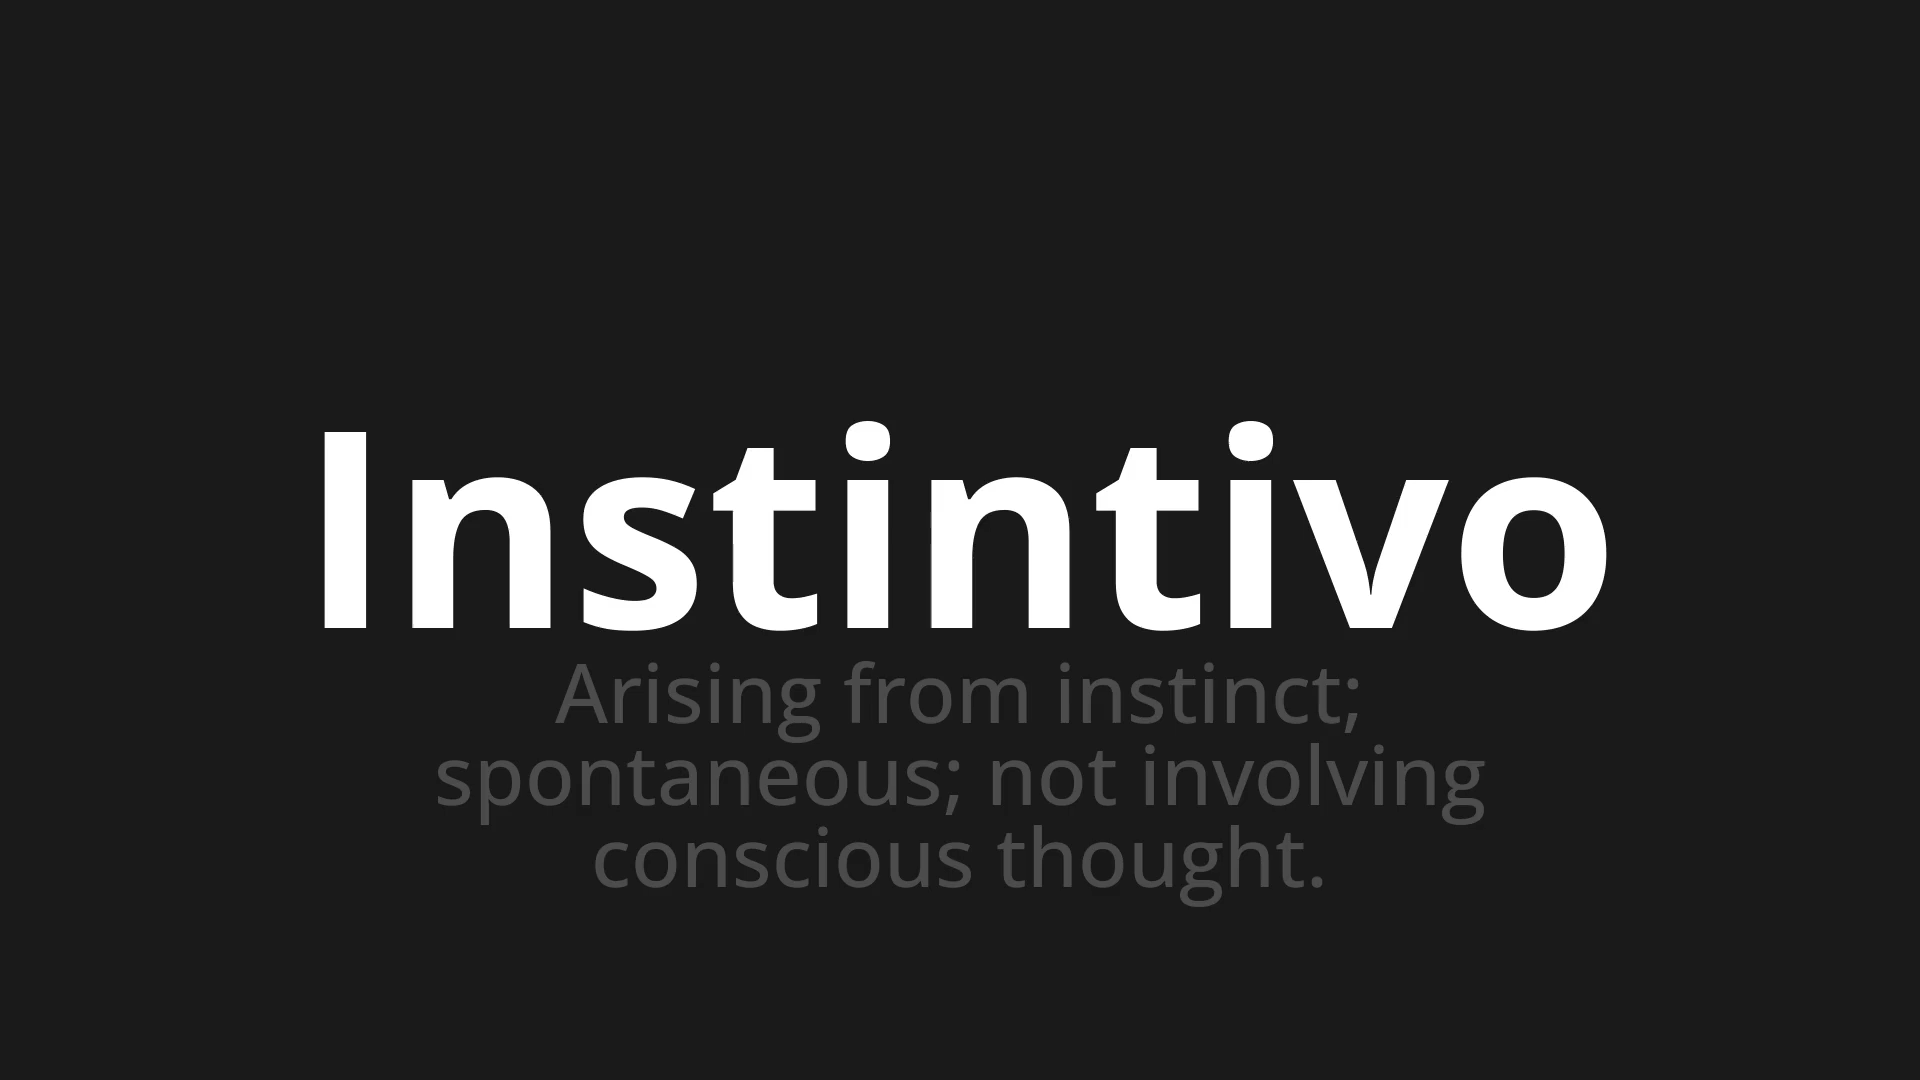 Instintivo
Arising from instinct;
spontaneous; not involving
conscious thought.